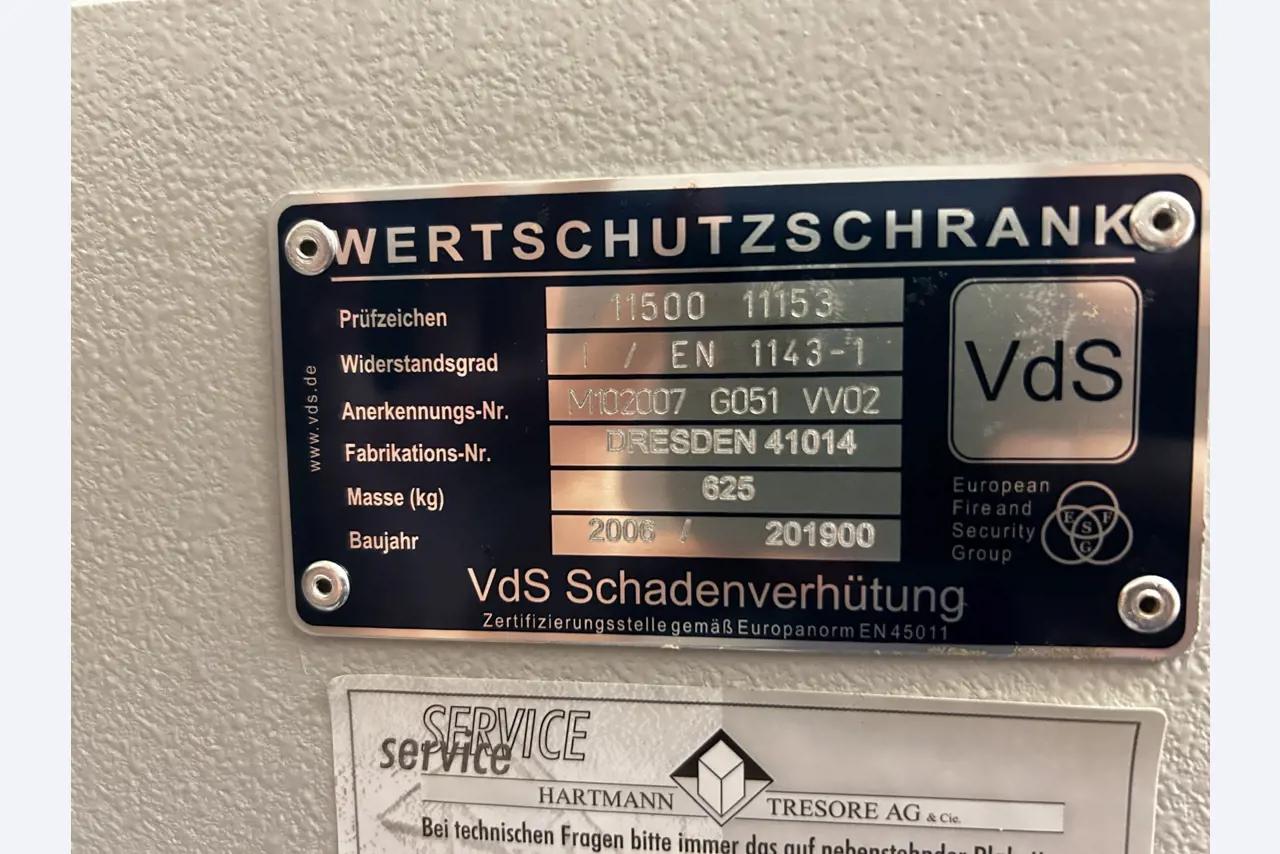 WERTSCHUTZSCHRANK
Prüfzeichen 11500 11153
Widerstandsgrad I / EN 1143-1
Anerkennungs-Nr. M102007 G051 VV02
Fabrikations-Nr. DRESDEN 41014
Masse (kg) 625
Baujahr 2006 / 201900
www.vds.de
VdS
European
Fire and
Security
Group
E S F G
VdS Schadenverhütung
Zertifizierungsstelle gemäß Europanorm EN 45011
SERVICE
service
HARTMANN TRESORE AG & Cie.
Bei technischen Fragen bitte immer das auf nebenstehender